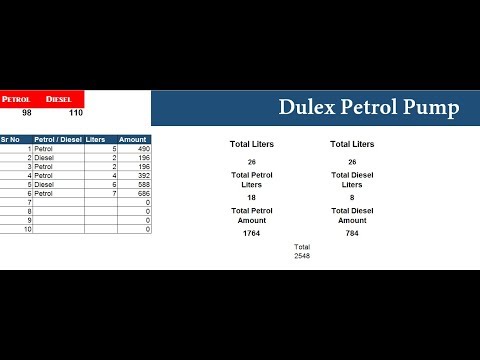 PETROL DIESEL
98 110
Dulex Petrol Pump
Sr No Petrol / Diesel Liters Amount
1 Petrol 5 490
2 Diesel 2 196
3 Petrol 2 196
4 Petrol 4 392
5 Diesel 6 588
6 Petrol 7 686
7 0
8 0
9 0
10 0
Total Liters Total Liters
26 26
Total Petrol Liters Total Diesel Liters
18 8
Total Petrol Amount Total Diesel Amount
1764 784
Total
2548